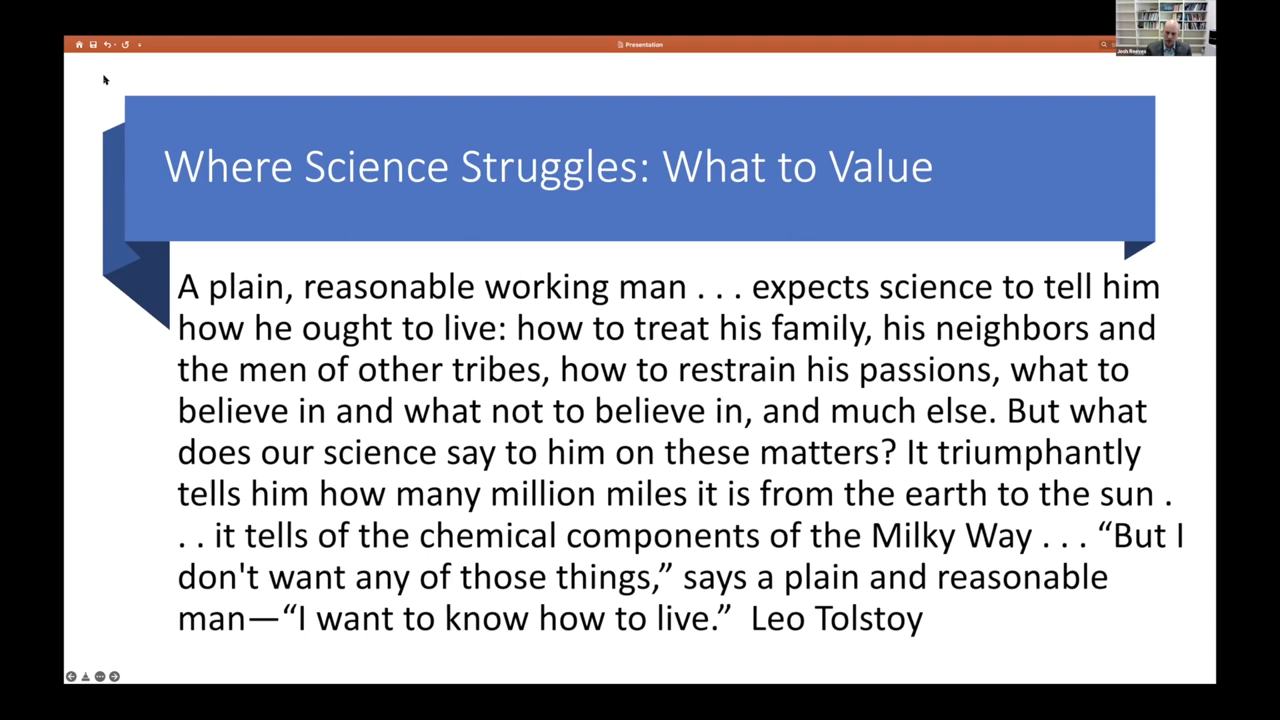 Presentation
Josh Reeves
Where Science Struggles: What to Value
A plain, reasonable working man . . . expects science to tell him
how he ought to live: how to treat his family, his neighbors and
the men of other tribes, how to restrain his passions, what to
believe in and what not to believe in, and much else. But what
does our science say to him on these matters? It triumphantly
tells him how many million miles it is from the earth to the sun .
. . it tells of the chemical components of the Milky Way . . . “But I
don't want any of those things,” says a plain and reasonable
man—“I want to know how to live.”  Leo Tolstoy